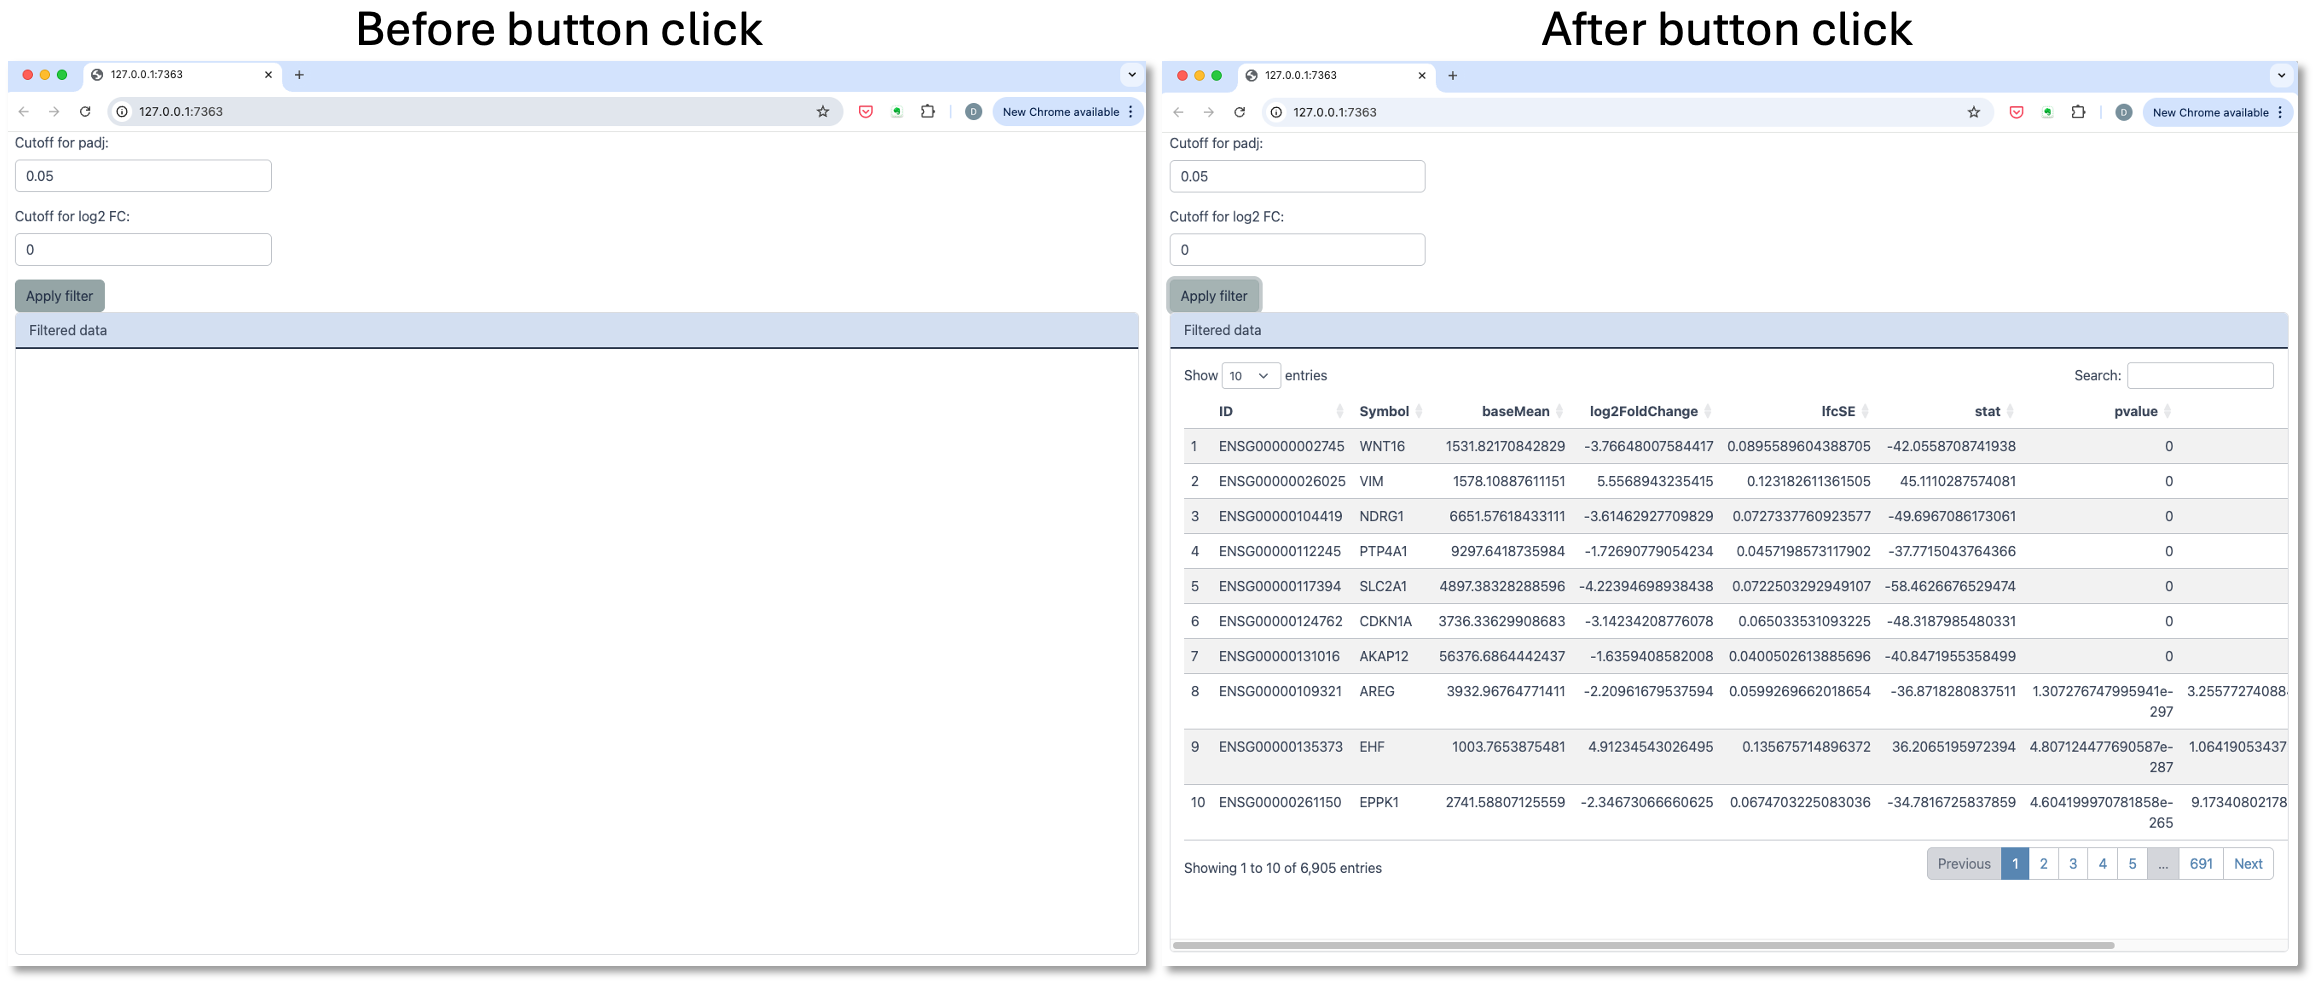 Before button click
127.0.0.1:7363
127.0.0.1:7363
D
New Chrome available
Cutoff for padj:
0.05
Cutoff for log2 FC:
0
Apply filter
Filtered data
After button click
127.0.0.1:7363
127.0.0.1:7363
D
New Chrome available
Cutoff for padj:
0.05
Cutoff for log2 FC:
0
Apply filter
Filtered data
Show 10 entries Search:
ID Symbol baseMean log2FoldChange lfcSE stat pvalue
1 ENSG00000002745 WNT16 1531.82170842829 -3.76648007584417 0.0895589604388705 -42.0558708741938 0
2 ENSG00000026025 VIM 1578.10887611151 5.5568943235415 0.123182611361505 45.1110287574081 0
3 ENSG00000104419 NDRG1 6651.57618433111 -3.61462927709829 0.0727337760923577 -49.6967086173061 0
4 ENSG00000112245 PTP4A1 9297.6418735984 -1.72690779054234 0.0457198573117902 -37.7715043764366 0
5 ENSG00000117394 SLC2A1 4897.38328288596 -4.22394698938438 0.0722503292949107 -58.4626676529474 0
6 ENSG00000124762 CDKN1A 3736.33629908683 -3.14234208776078 0.065033531093225 -48.3187985480331 0
7 ENSG00000131016 AKAP12 56376.6864442437 -1.6359408582008 0.0400502613885696 -40.8471955358499 0
8 ENSG00000109321 AREG 3932.96764771411 -2.20961679537594 0.0599269662018654 -36.8718280837511 1.307276747995941e- 3.255772740884
297
9 ENSG00000135373 EHF 1003.7653875481 4.91234543026495 0.135675714896372 36.2065195972394 4.807124477690587e- 1.06419053437
287
10 ENSG00000261150 EPPK1 2741.58807125559 -2.34673066660625 0.0674703225083036 -34.7816725837859 4.604199970781858e- 9.17340802178
265
Showing 1 to 10 of 6,905 entries
Previous 1 2 3 4 5 ... 691 Next